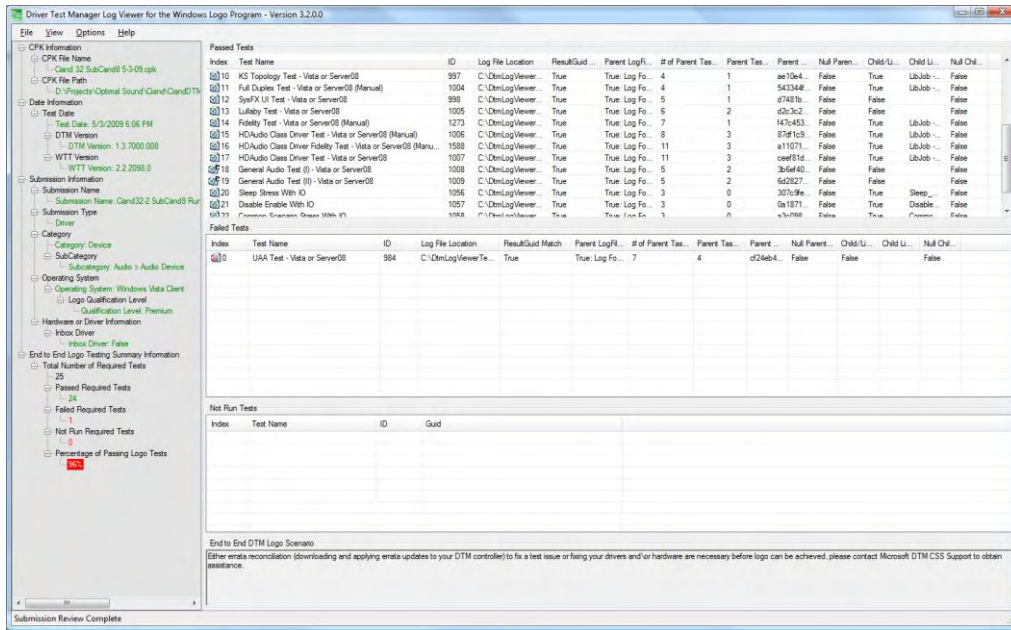 Driver Test Manager Log Viewer for the Windows Logo Program - Version 3.2.0.0
File View Options Help
CPK Information
CPK File Name
Cand 32 SubCand8 5-3-09.cpk
CPK File Path
D:\Projects\Optimal Sound\Ciand\CiandDTM
Date Information
Test Date
Test Date: 5/3/2009 6:06 PM
DTM Version
DTM Version: 1.3.7000.008
WTT Version
WTT Version: 2.2.2098.0
Submission Information
Submission Name
Submission Name: Cand32-2 SubCand8 Rur
Submission Type
Driver
Category
Category: Device
SubCategory
Subcategory: Audio > Audio Device
Operating System
Operating System: Windows Vista Client
Logo Qualification Level
Qualification Level: Premium
Hardware or Driver Information
Inbox Driver
Inbox Driver: False
End to End Logo Testing Summary Information
Total Number of Required Tests
25
Passed Required Tests
24
Failed Required Tests
1
Not Run Required Tests
0
Percentage of Passing Logo Tests
96%
Passed Tests
Index Test Name ID Log File Location ResultGuid ... Parent LogFi... # of Parent Tas... Parent Tas... Parent ... Null Paren... Child/Li... Child Li... Null Chil...
10 KS Topology Test - Vista or Server08 997 C:\DtmLogViewer... True True: Log Fo... 4 1 ae10e4... False True LibJob -... False
11 Full Duplex Test - Vista or Server08 (Manual) 1004 C:\DtmLogViewer... True True: Log Fo... 4 1 543344f... False True LibJob -... False
12 SysFX UI Test - Vista or Server08 998 C:\DtmLogViewer... True True: Log Fo... 5 1 d7481b... False False False
13 Lullaby Test - Vista or Server08 1005 C:\DtmLogViewer... True True: Log Fo... 6 2 d2c3c2... False False False
14 Fidelity Test - Vista or Server08 (Manual) 1273 C:\DtmLogViewer... True True: Log Fo... 7 1 f47c453... False True LibJob -... False
15 HDAudio Class Driver Test - Vista or Server08 (Manual) 1006 C:\DtmLogViewer... True True: Log Fo... 8 3 87df1c9... False True LibJob -... False
16 HDAudio Class Driver Fidelity Test - Vista or Server08 (Manu... 1588 C:\DtmLogViewer... True True: Log Fo... 11 3 a11071... False True LibJob -... False
17 HDAudio Class Driver Test - Vista or Server08 1007 C:\DtmLogViewer... True True: Log Fo... 11 3 ceef81d... False True LibJob -... False
18 General Audio Test (I) - Vista or Server08 1008 C:\DtmLogViewer... True True: Log Fo... 5 2 3b6ef40... False False False
19 General Audio Test (II) - Vista or Server08 1009 C:\DtmLogViewer... True True: Log Fo... 5 2 6d2827... False False False
20 Sleep Stress With IO 1056 C:\DtmLogViewer... True True: Log Fo... 3 0 307c9fe... False True Sleep_... False
21 Disable Enable With IO 1057 C:\DtmLogViewer... True True: Log Fo... 3 0 0a1871... False True Disable... False
22 Common Scenario Stress With IO 1058 C:\DtmLogViewer... True True: Log Fo... 3 0 False True Commo... False
Failed Tests
Index Test Name ID Log File Location ResultGuid Match Parent LogFil... # of Parent Tas... Parent Tas... Parent ... Null Parent... Child/Li... Child Li... Null Chil...
0 UAA Test - Vista or Server08 984 C:\DtmLogViewerTe... True True: Log Fo... 7 4 cf24eb4... False False False
Not Run Tests
Index Test Name ID Guid
End to End DTM Logo Scenario
Either errata reconciliation (downloading and applying errata updates to your DTM controller) to fix a test issue or fixing your drivers and\or hardware are necessary before logo can be achieved, please contact Microsoft DTM CSS Support to obtain
assistance.
Submission Review Complete